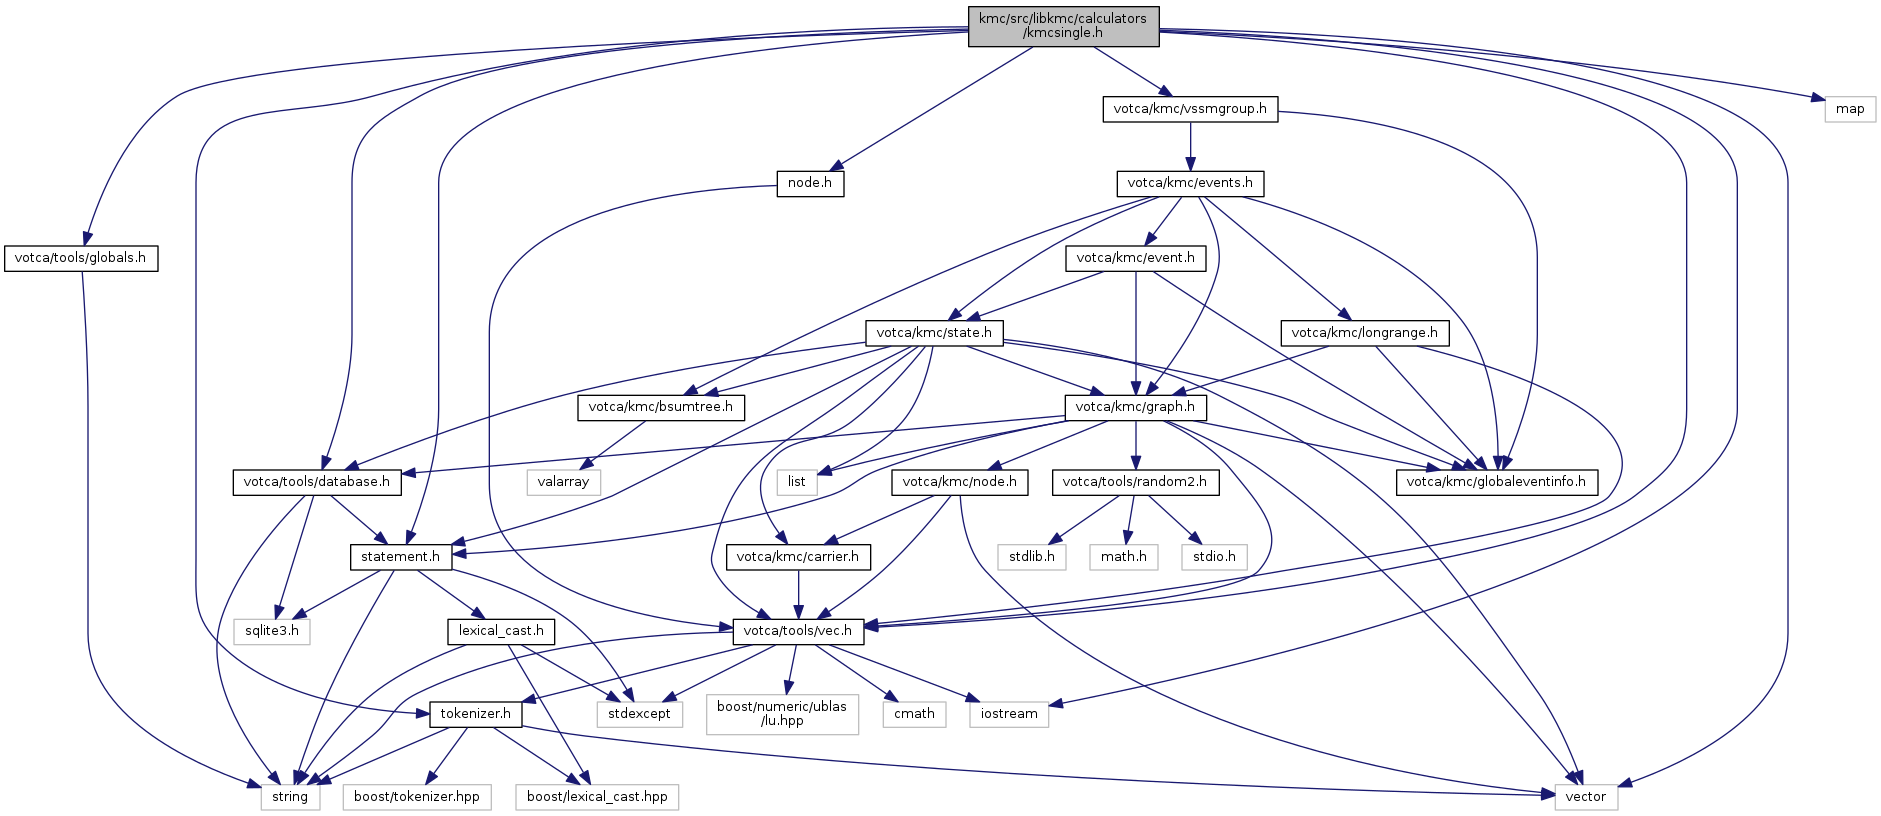 kmc/src/libkmc/calculators
/kmcsingle.h
votca/kmc/vssmgroup.h
map
node.h
votca/kmc/events.h
votca/tools/globals.h
votca/kmc/event.h
votca/kmc/state.h
votca/kmc/longrange.h
votca/kmc/bsumtree.h
votca/kmc/graph.h
votca/tools/database.h
valarray
list
votca/kmc/node.h
votca/tools/random2.h
votca/kmc/globaleventinfo.h
statement.h
votca/kmc/carrier.h
stdlib.h
math.h
stdio.h
sqlite3.h
lexical_cast.h
votca/tools/vec.h
tokenizer.h
stdexcept
boost/numeric/ublas
/lu.hpp
cmath
iostream
string
boost/tokenizer.hpp
boost/lexical_cast.hpp
vector